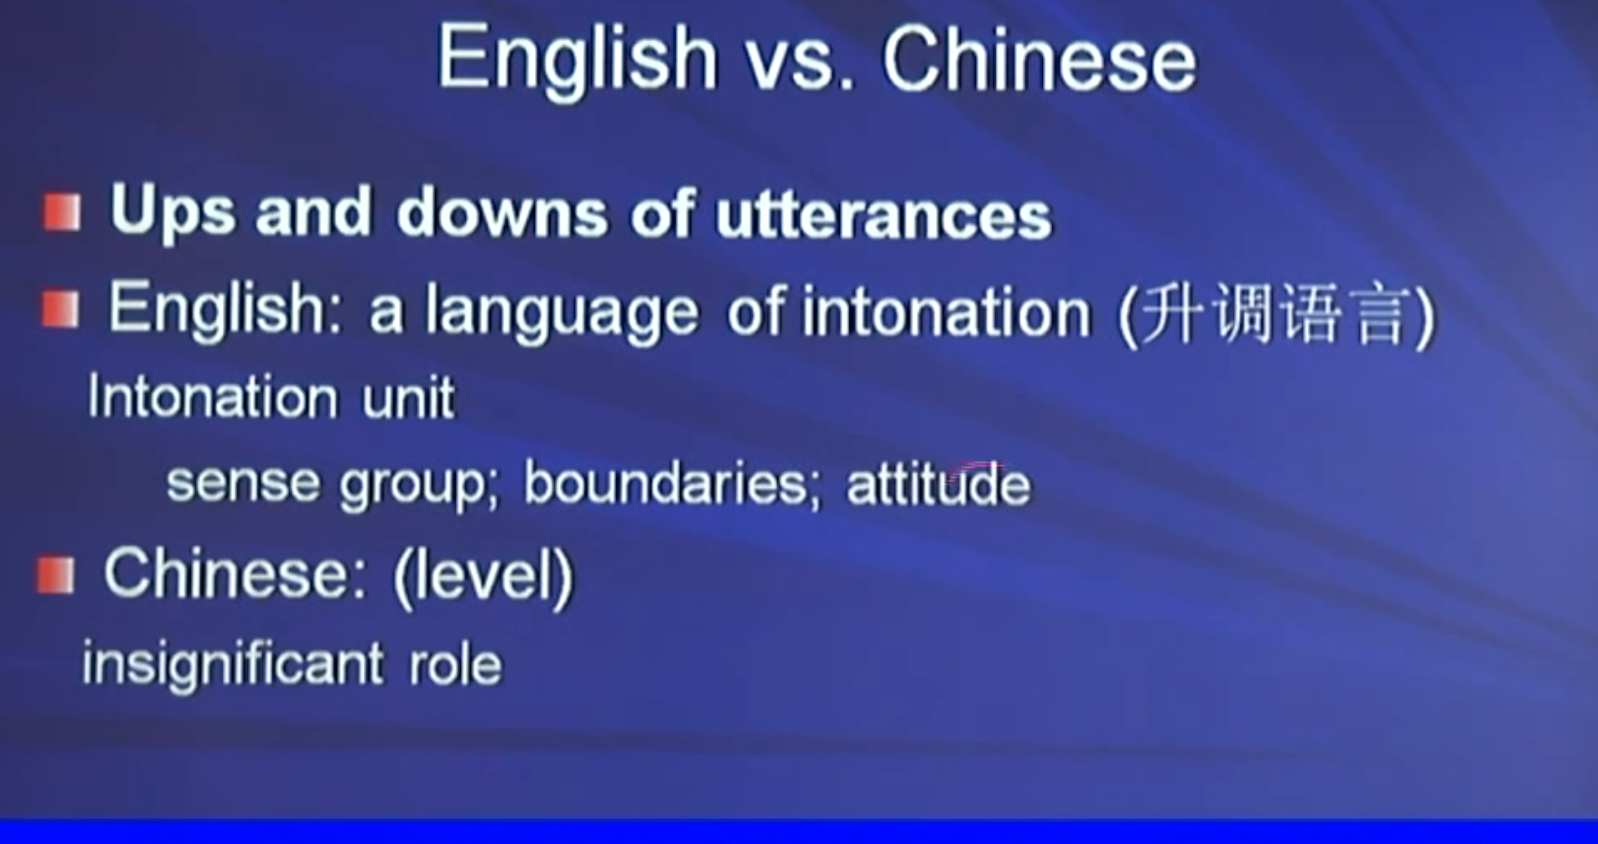 English vs. Chinese
Ups and downs of utterances
English: a language of intonation (升调语言)
Intonation unit
sense group; boundaries; attitude
Chinese: (level)
insignificant role